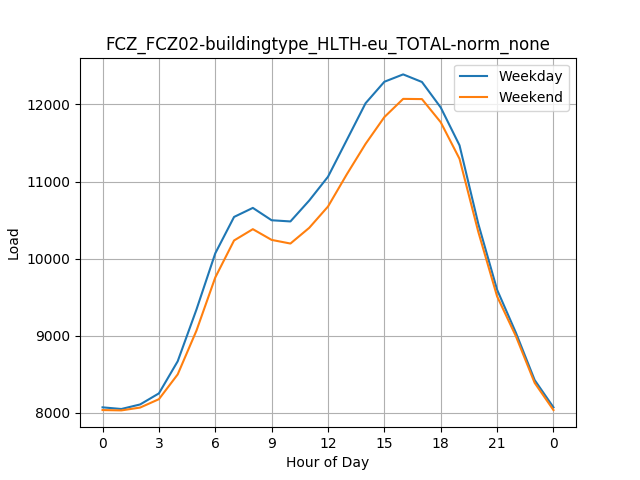 FCZ_FCZ02-buildingtype_HLTH-eu_TOTAL-norm_none
Weekday
Weekend
12000
11000
10000
9000
8000
Load
0 3 6 9 12 15 18 21 0
Hour of Day